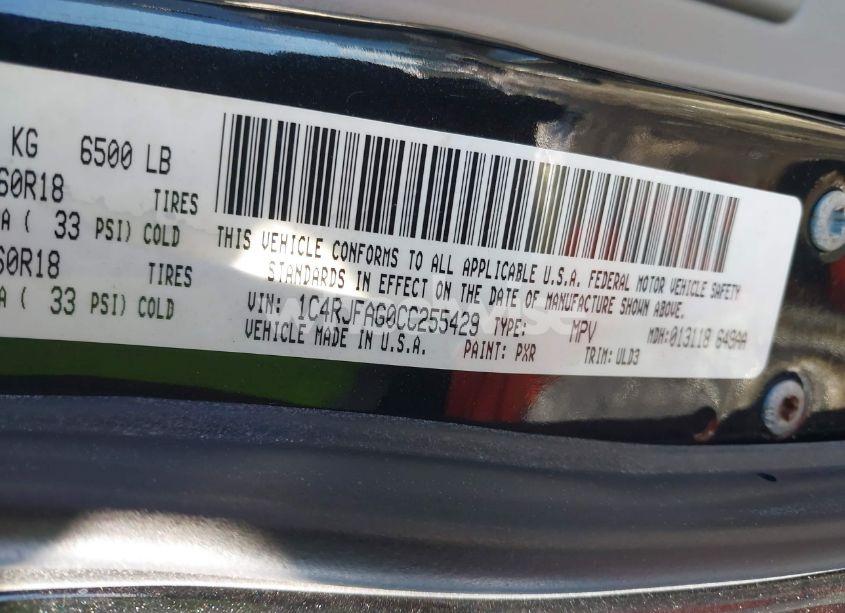 KG 6500 LB
60R18 TIRES
A ( 33 PSI) COLD
60R18 TIRES
A ( 33 PSI) COLD
THIS VEHICLE CONFORMS TO ALL APPLICABLE U.S.A. FEDERAL MOTOR VEHICLE SAFETY
STANDARDS IN EFFECT ON THE DATE OF MANUFACTURE SHOWN ABOVE.
VIN: 1C4RJFAG0CC255429 TYPE: MPV MDH:013118 649AA
VEHICLE MADE IN U.S.A. PAINT: PXR TRIM: ULD3